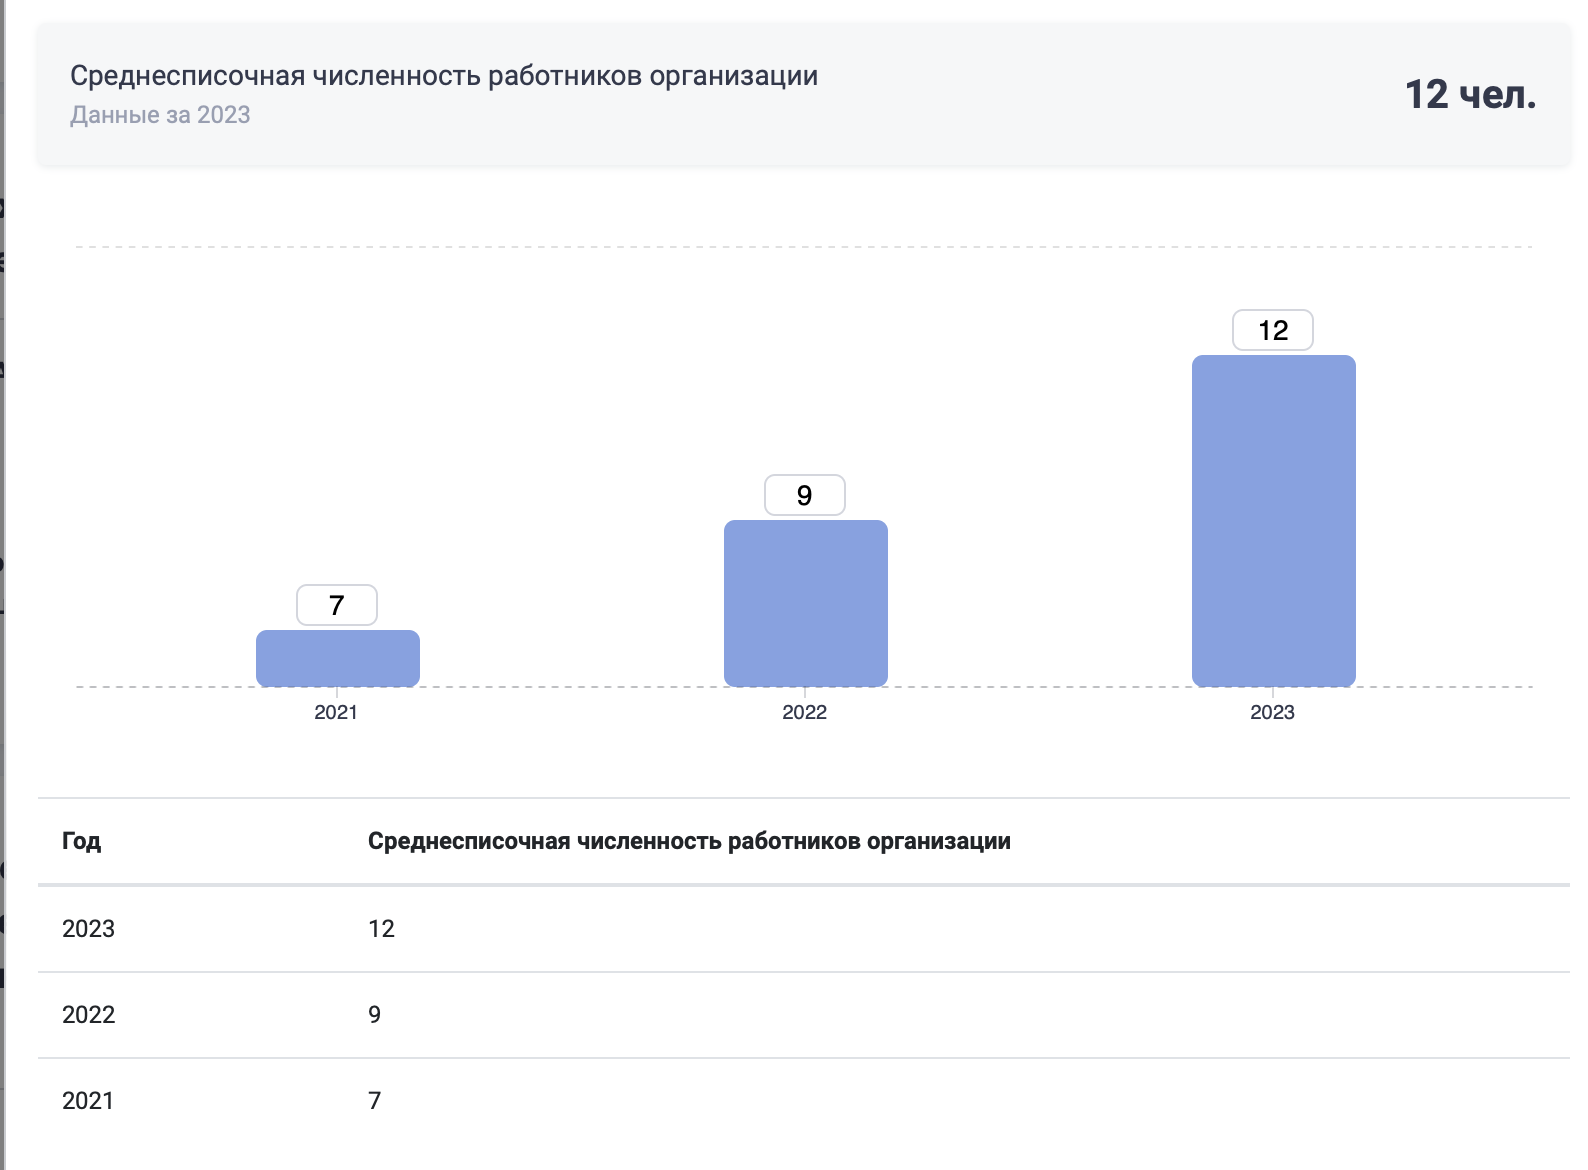 Среднесписочная численность работников организации
Данные за 2023
12 чел.
12
9
7
2021 2022 2023
Год Среднесписочная численность работников организации
2023 12
2022 9
2021 7